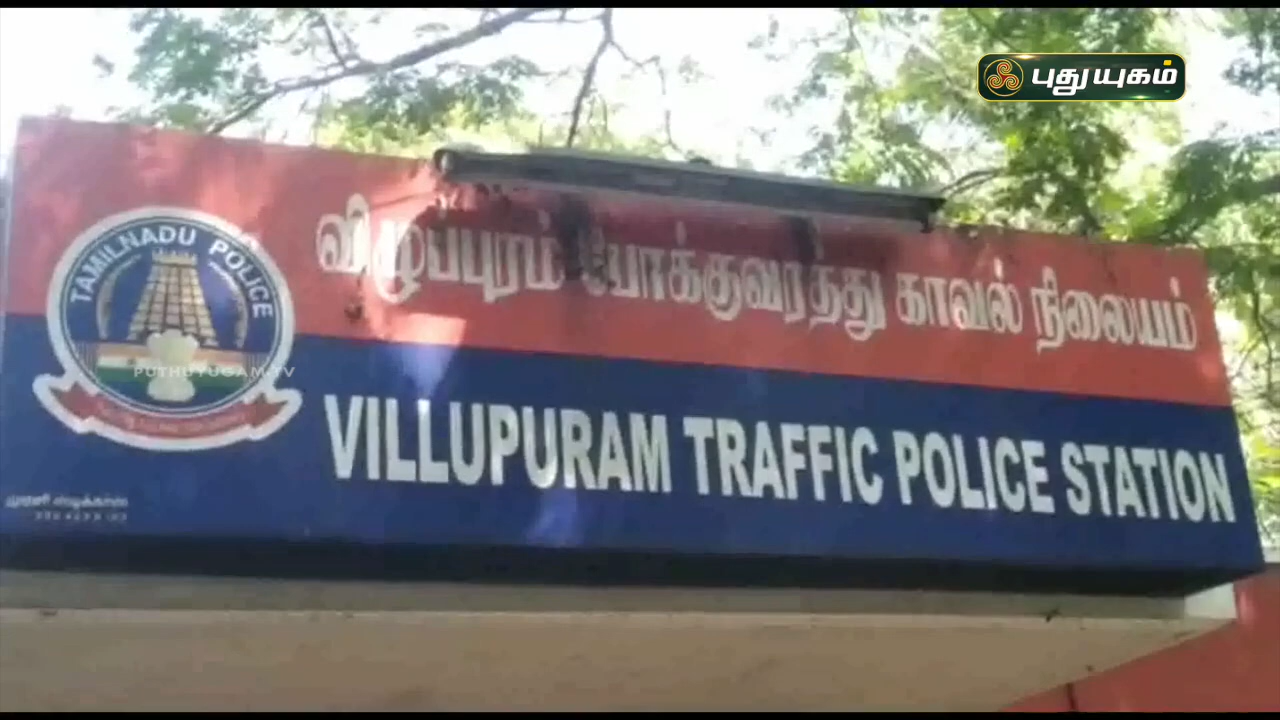 புதுயுகம்
விழுப்புரம் போக்குவரத்து காவல் நிலையம்
TAMILNADU POLICE
PUTHUYUGAM TV
VILLUPURAM TRAFFIC POLICE STATION